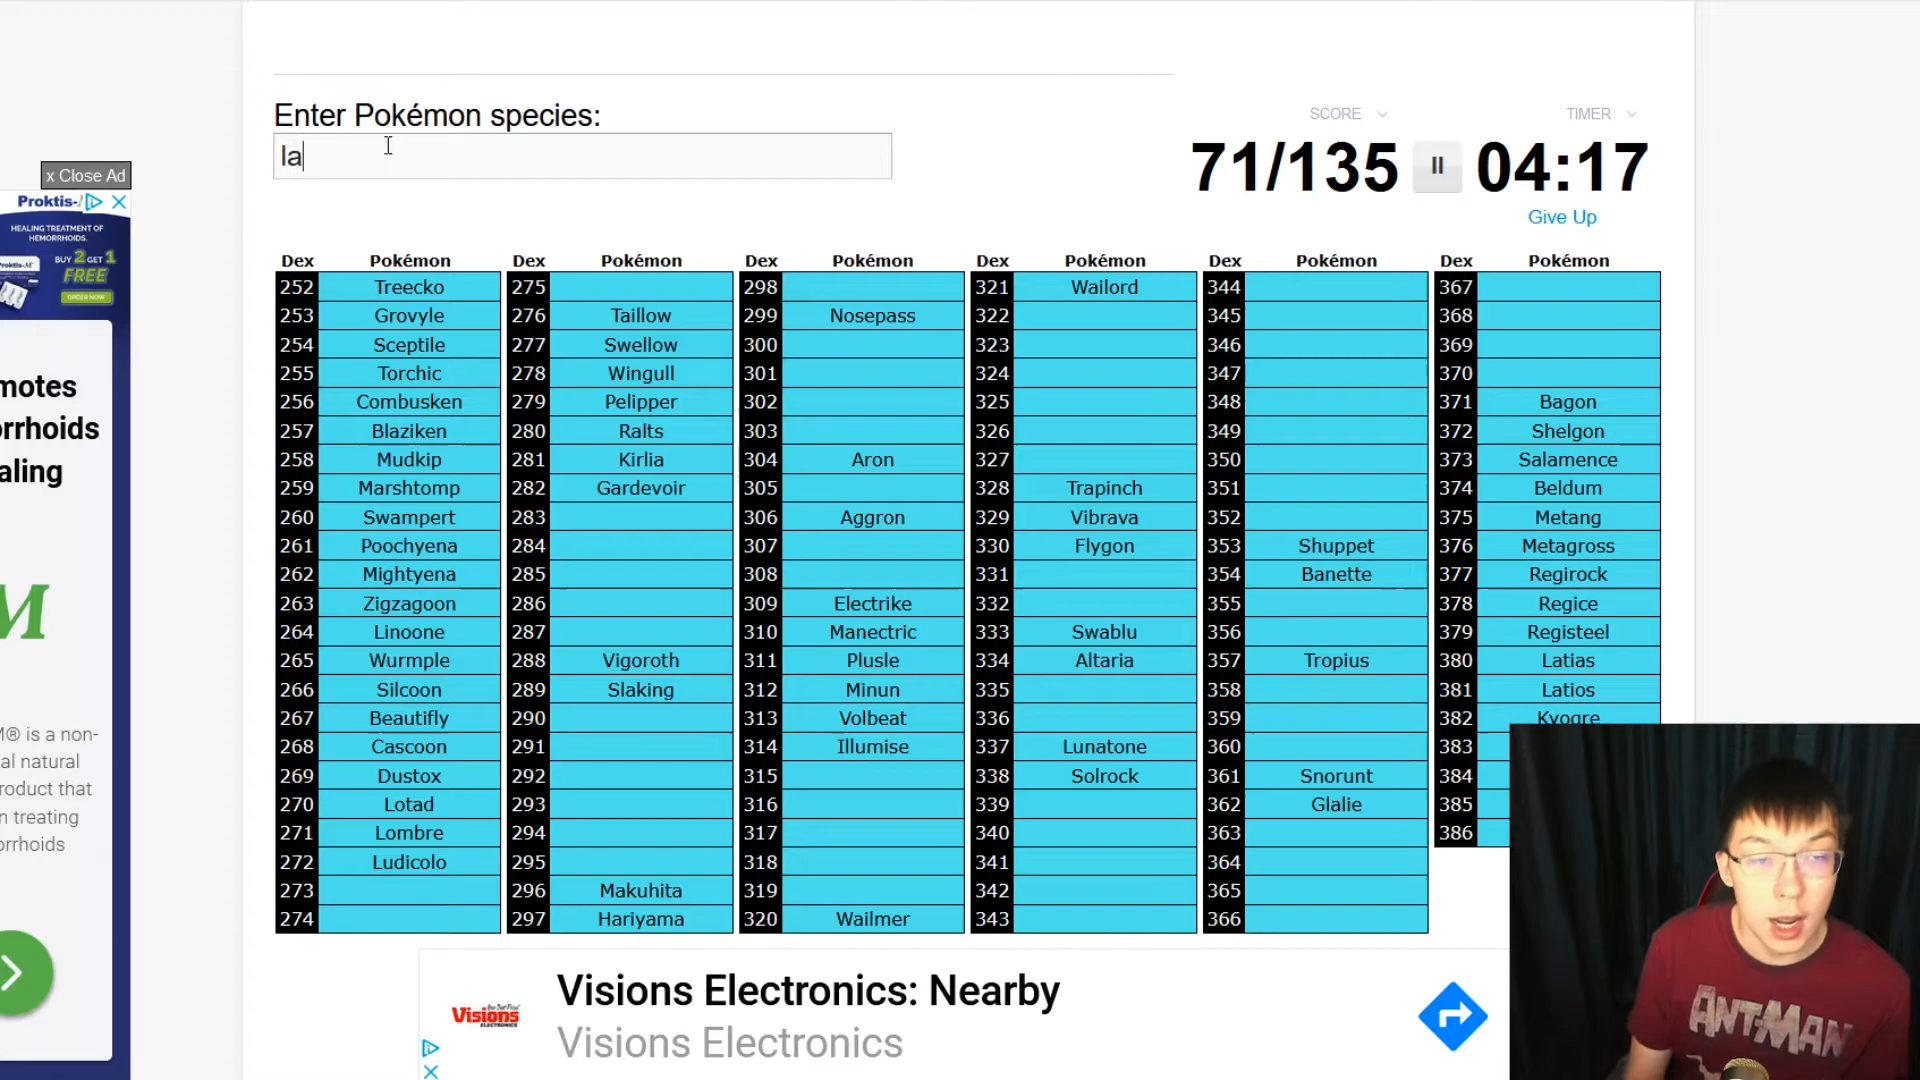 Enter Pokémon species:
la
SCORE
TIMER
71/135
04:17
Give Up
x Close Ad
Proktis-
HEALING TREATMENT OF
HEMORRHOIDS.
BUY 2 GET 1
FREE
ORDER NOW
motes
orrhoids
aling
M
M® is a non-
al natural
roduct that
n treating
orrhoids
Dex Pokémon
252 Treecko
253 Grovyle
254 Sceptile
255 Torchic
256 Combusken
257 Blaziken
258 Mudkip
259 Marshtomp
260 Swampert
261 Poochyena
262 Mightyena
263 Zigzagoon
264 Linoone
265 Wurmple
266 Silcoon
267 Beautifly
268 Cascoon
269 Dustox
270 Lotad
271 Lombre
272 Ludicolo
273
274
Dex Pokémon
275
276 Taillow
277 Swellow
278 Wingull
279 Pelipper
280 Ralts
281 Kirlia
282 Gardevoir
283
284
285
286
287
288 Vigoroth
289 Slaking
290
291
292
293
294
295
296 Makuhita
297 Hariyama
Dex Pokémon
298
299 Nosepass
300
301
302
303
304 Aron
305
306 Aggron
307
308
309 Electrike
310 Manectric
311 Plusle
312 Minun
313 Volbeat
314 Illumise
315
316
317
318
319
320 Wailmer
Dex Pokémon
321 Wailord
322
323
324
325
326
327
328 Trapinch
329 Vibrava
330 Flygon
331
332
333 Swablu
334 Altaria
335
336
337 Lunatone
338 Solrock
339
340
341
342
343
Dex Pokémon
344
345
346
347
348
349
350
351
352
353 Shuppet
354 Banette
355
356
357 Tropius
358
359
360
361 Snorunt
362 Glalie
363
364
365
366
Dex Pokémon
367
368
369
370
371 Bagon
372 Shelgon
373 Salamence
374 Beldum
375 Metang
376 Metagross
377 Regirock
378 Regice
379 Registeel
380 Latias
381 Latios
382 Kyogre
383
384
385
386
Visions
ELECTRONICS
Visions Electronics: Nearby
Visions Electronics
ANT-MAN